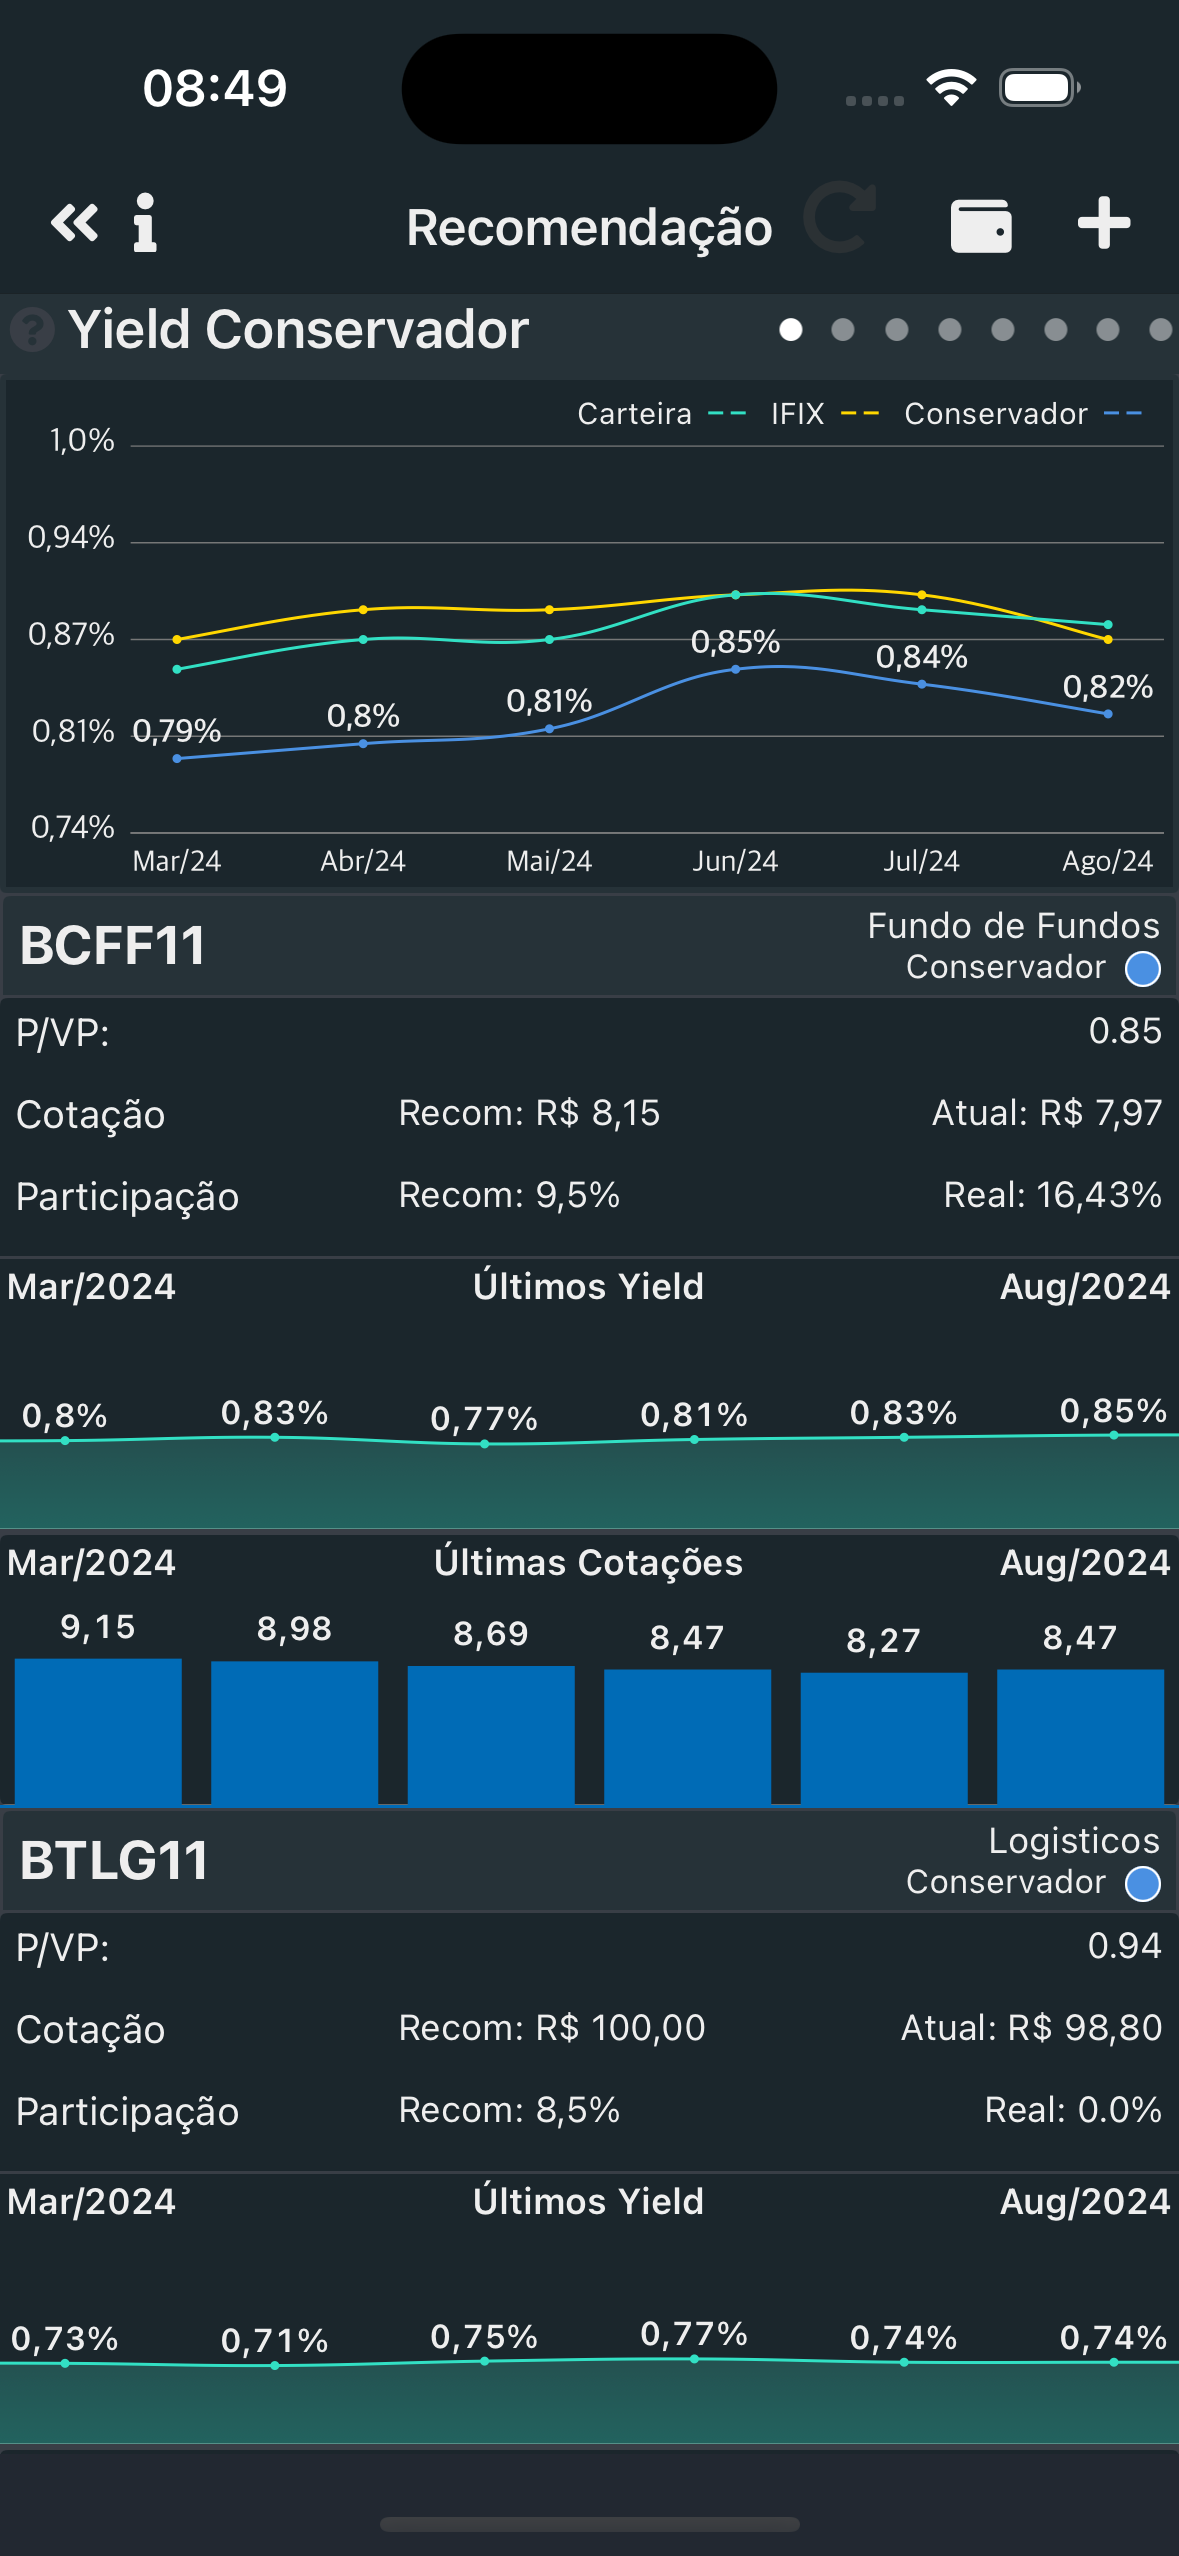 08:49
Recomendação
? Yield Conservador
Carteira IFIX Conservador
1,0%
0,94%
0,87%
0,81%
0,74%
0,79% 0,8% 0,81% 0,85% 0,84% 0,82%
Mar/24 Abr/24 Mai/24 Jun/24 Jul/24 Ago/24
BCFF11
Fundo de Fundos
Conservador
P/VP: 0.85
Cotação Recom: R$ 8,15 Atual: R$ 7,97
Participação Recom: 9,5% Real: 16,43%
Mar/2024 Últimos Yield Aug/2024
0,8% 0,83% 0,77% 0,81% 0,83% 0,85%
Mar/2024 Últimas Cotações Aug/2024
9,15 8,98 8,69 8,47 8,27 8,47
BTLG11
Logisticos
Conservador
P/VP: 0.94
Cotação Recom: R$ 100,00 Atual: R$ 98,80
Participação Recom: 8,5% Real: 0.0%
Mar/2024 Últimos Yield Aug/2024
0,73% 0,71% 0,75% 0,77% 0,74% 0,74%